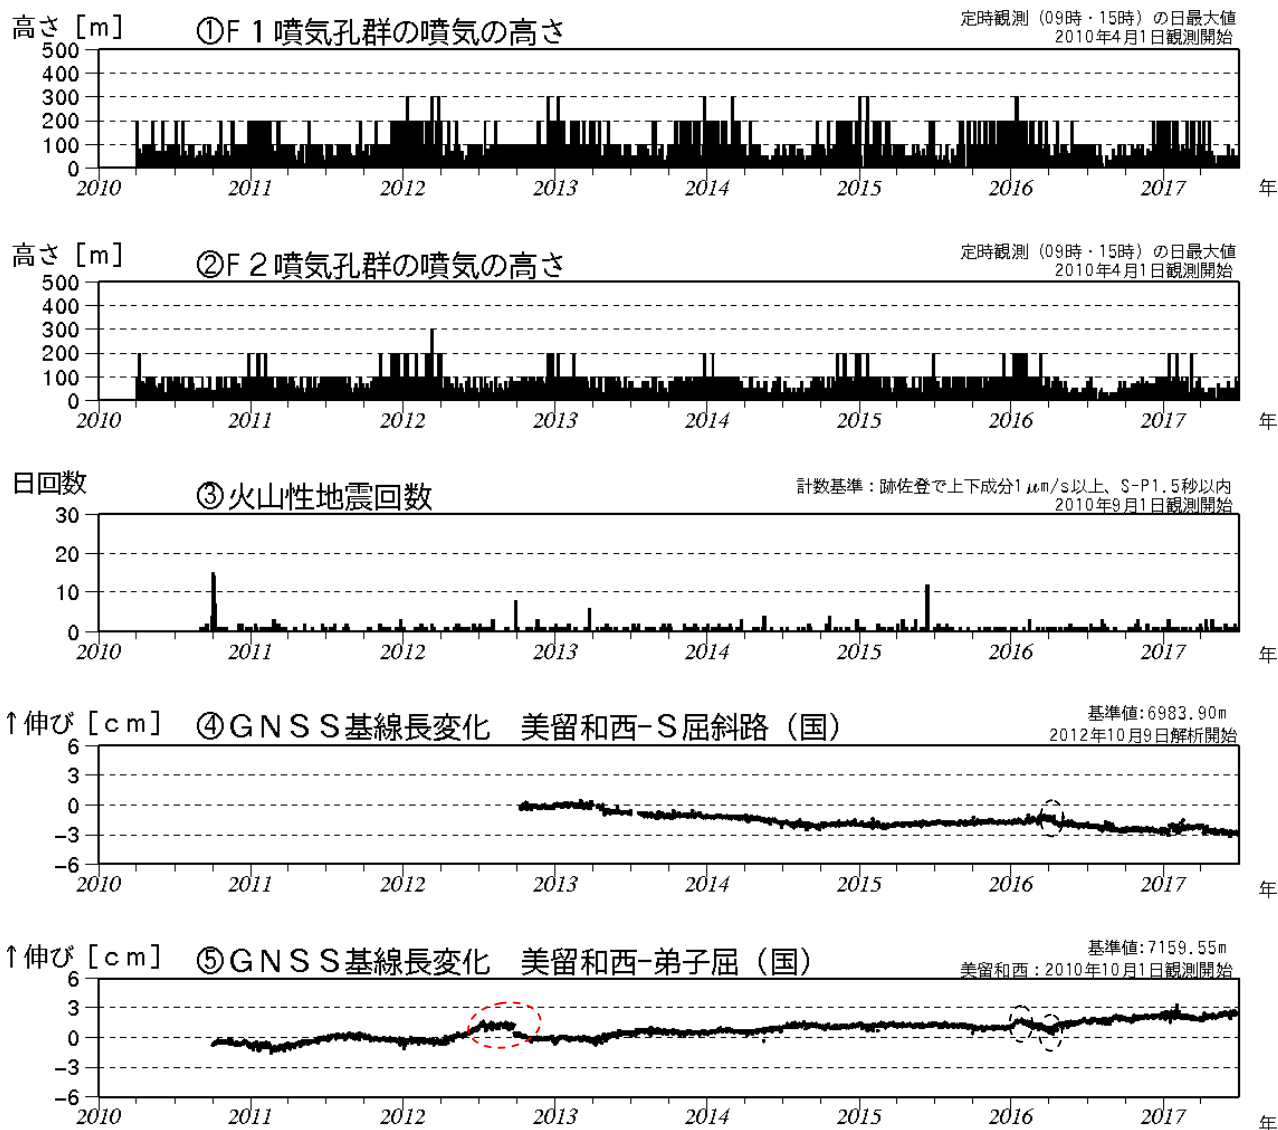 高さ [m]
①F1噴気孔群の噴気の高さ
定時観測（09時・15時）の日最大値
2010年4月1日観測開始
500
400
300
200
100
0
2010 2011 2012 2013 2014 2015 2016 2017 年
高さ [m]
②F2噴気孔群の噴気の高さ
定時観測（09時・15時）の日最大値
2010年4月1日観測開始
500
400
300
200
100
0
2010 2011 2012 2013 2014 2015 2016 2017 年
日回数
③火山性地震回数
計数基準：跡佐登で上下成分1μm/s以上、S-P1.5秒以内
2010年9月1日観測開始
30
20
10
0
2010 2011 2012 2013 2014 2015 2016 2017 年
↑伸び [cm]
④GNSS基線長変化　美留和西-S屈斜路（国）
基準値:6983.90m
2012年10月9日解析開始
6
3
0
-3
-6
2010 2011 2012 2013 2014 2015 2016 2017 年
↑伸び [cm]
⑤GNSS基線長変化　美留和西-弟子屈（国）
基準値:7159.55m
美留和西：2010年10月1日観測開始
6
3
0
-3
-6
2010 2011 2012 2013 2014 2015 2016 2017 年